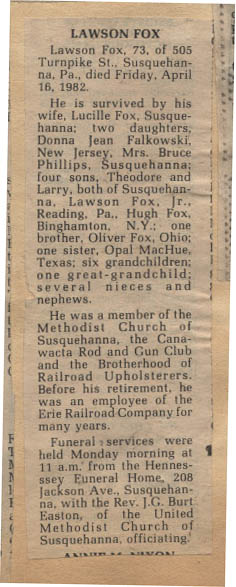 LAWSON FOX
Lawson Fox, 73, of 505
Turnpike St., Susquehan-
na, Pa., died Friday, April
16, 1982.
He is survived by his
wife, Lucille Fox, Susque-
hanna; two daughters,
Donna Jean Falkowski,
New Jersey, Mrs. Bruce
Phillips, Susquehanna;
four sons, Theodore and
Larry, both of Susquehan-
na, Lawson Fox, Jr.,
Reading, Pa., Hugh Fox,
Binghamton, N.Y.; one
brother, Oliver Fox, Ohio;
one sister, Opal MacHue,
Texas; six grandchildren;
one great-grandchild;
several nieces and
nephews.
He was a member of the
Methodist Church of
Susquehanna, the Cana-
wacta Rod and Gun Club
and the Brotherhood of
Railroad Upholsterers.
Before his retirement, he
was an employee of the
Erie Railroad Company for
many years.
Funeral services were
held Monday morning at
11 a.m. from the Hennes-
ssey Funeral Home, 208
Jackson Ave., Susquehan-
na, with the Rev. J.G. Burt
Easton, of the United
Methodist Church of
Susquehanna, officiating.
ANNIE M. NIXON